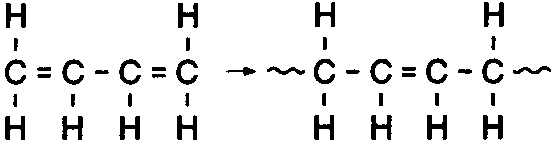 H H H H
C = C - C = C → ~ C - C = C - C ~
H H H H H H H H